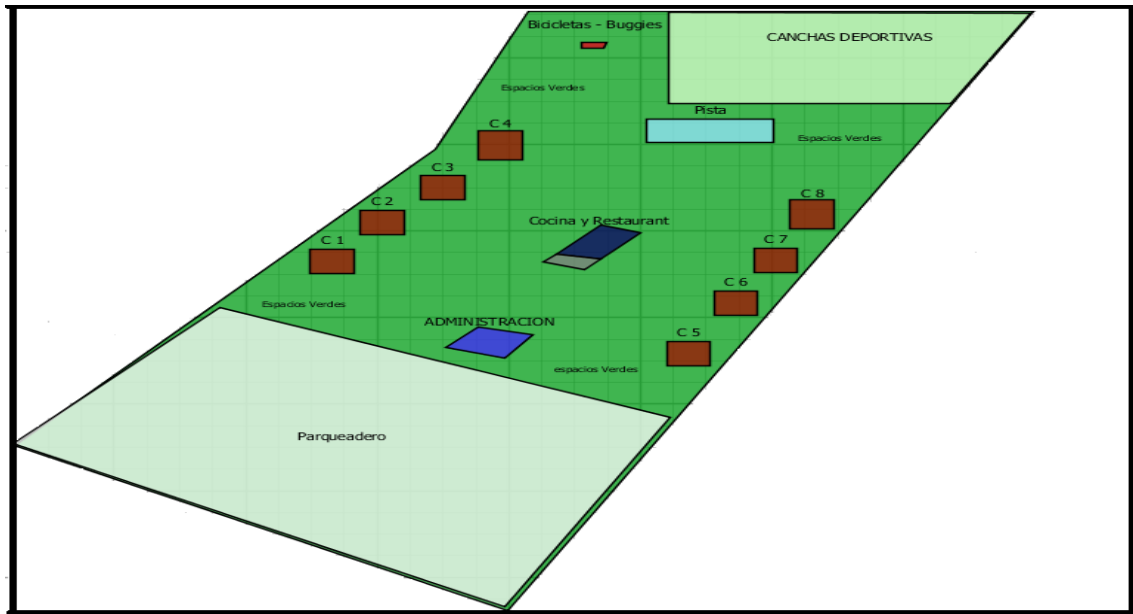 Bicicletas - Buggies
CANCHAS DEPORTIVAS
Espacios Verdes
Pista
C 4
Espacios Verdes
C 3
C 8
C 2
Cocina y Restaurant
C 1
C 7
C 6
Espacios Verdes
ADMINISTRACION
C 5
espacios Verdes
Parqueadero